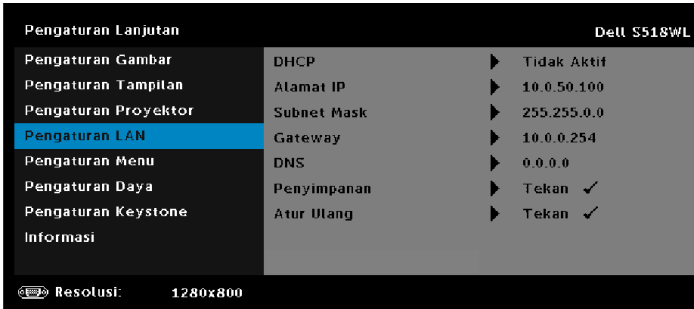 Pengaturan Lanjutan Dell S518WL
Pengaturan Gambar
Pengaturan Tampilan
Pengaturan Proyektor
Pengaturan LAN
Pengaturan Menu
Pengaturan Daya
Pengaturan Keystone
Informasi
DHCP Tidak Aktif
Alamat IP 10.0.50.100
Subnet Mask 255.255.0.0
Gateway 10.0.0.254
DNS 0.0.0.0
Penyimpanan Tekan ✓
Atur Ulang Tekan ✓
Resolusi: 1280x800